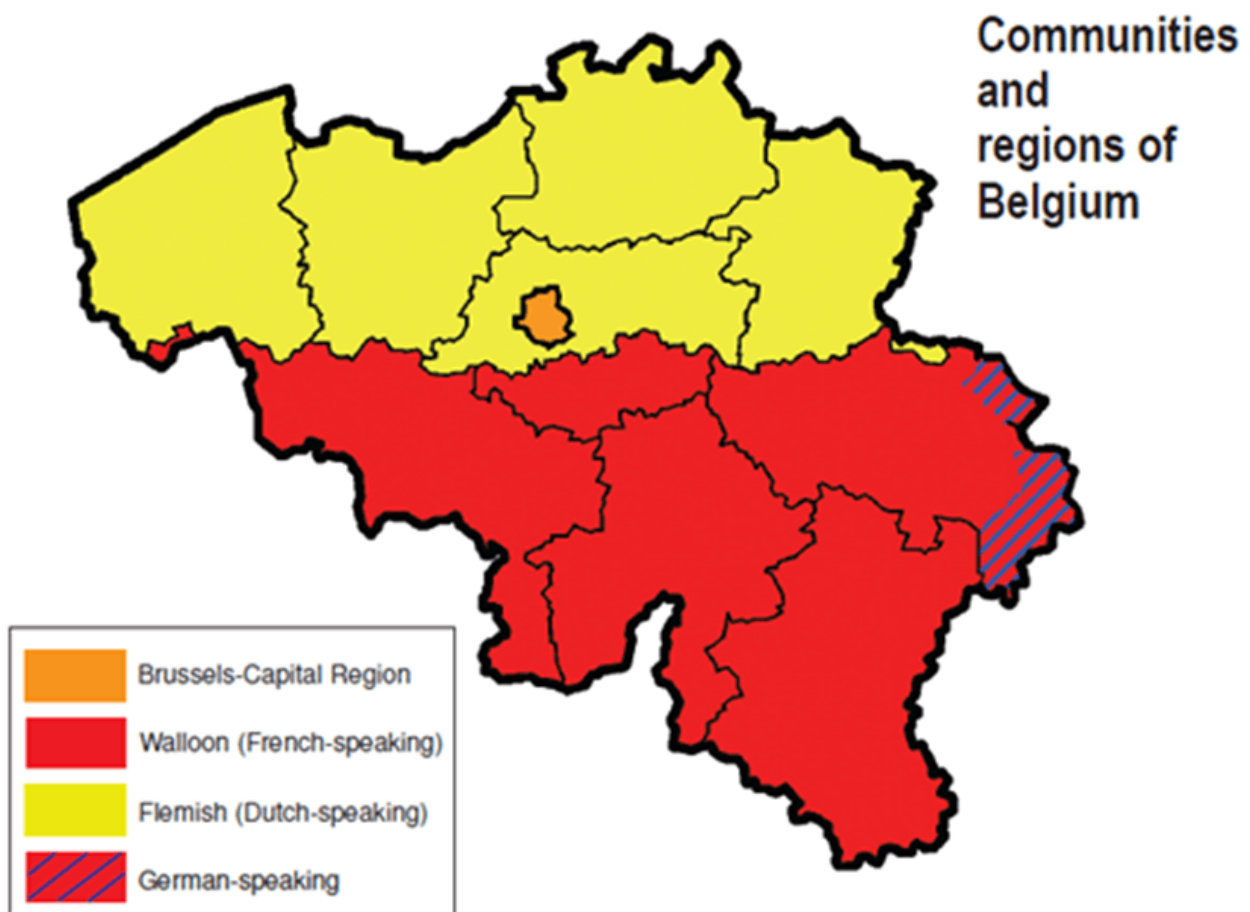 Communities
and
regions of
Belgium
Brussels-Capital Region
Walloon (French-speaking)
Flemish (Dutch-speaking)
German-speaking